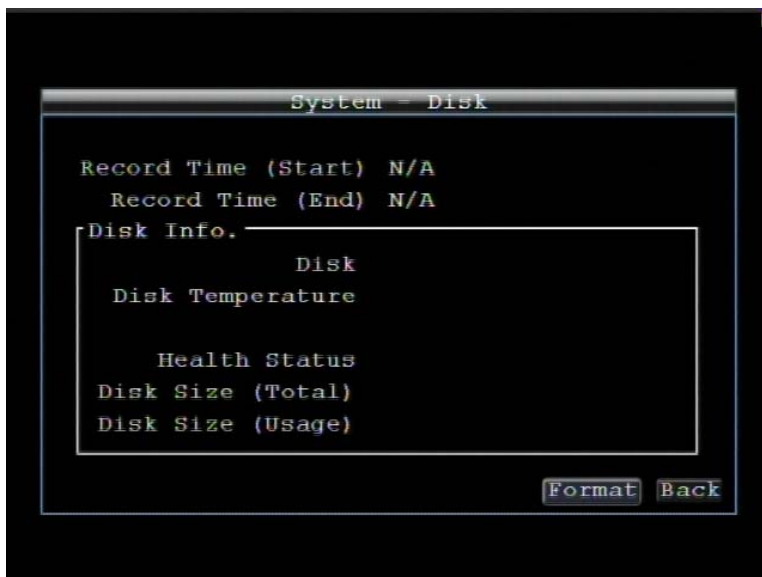 System - Disk
Record Time (Start) N/A
Record Time (End) N/A
Disk Info.
Disk
Disk Temperature
Health Status
Disk Size (Total)
Disk Size (Usage)
Format Back